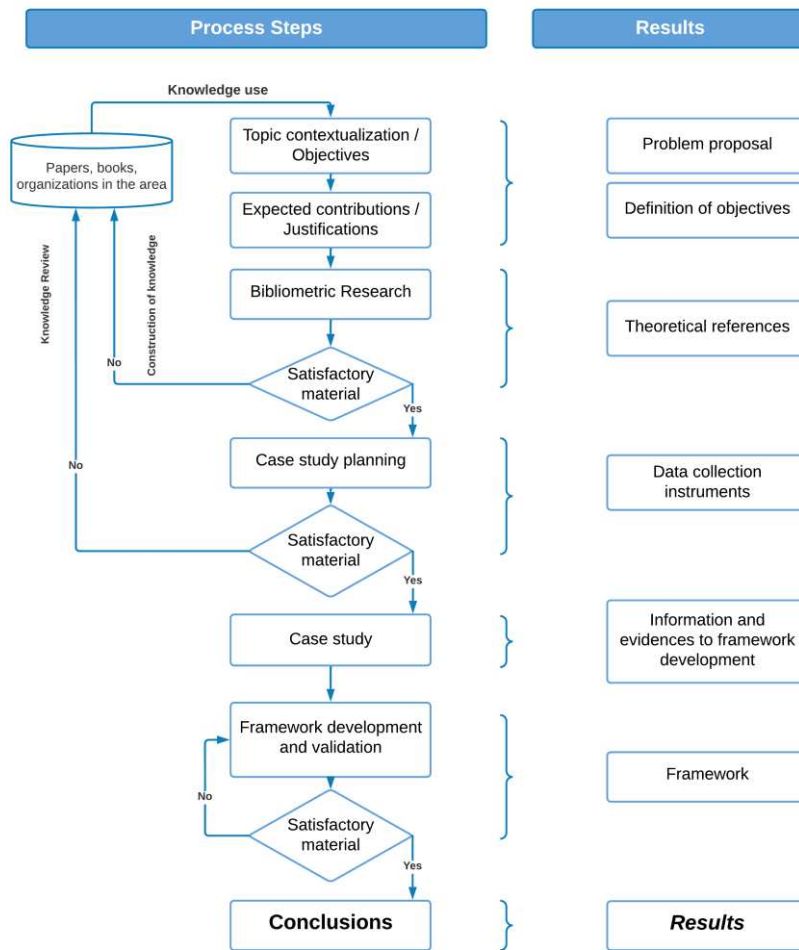 Process Steps
Results
Knowledge use
Papers, books,
organizations in the area
Topic contextualization /
Objectives
Problem proposal
Expected contributions /
Justifications
Definition of objectives
Knowledge Review
Construction of knowledge
Bibliometric Research
Theoretical references
Satisfactory
material
No
Yes
Case study planning
Data collection
instruments
No
Satisfactory
material
Yes
Case study
Information and
evidences to framework
development
Framework development
and validation
Framework
No
Satisfactory
material
Yes
Conclusions
Results